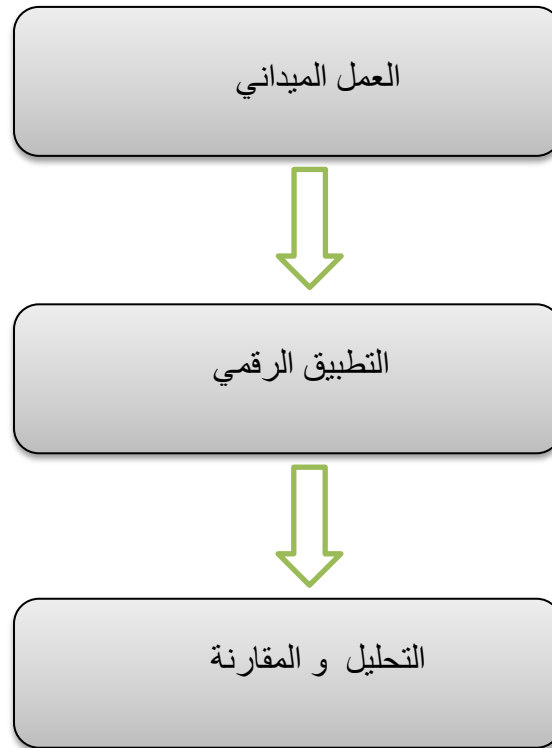 العمل الميداني
التطبيق الرقمي
التحليل و المقارنة